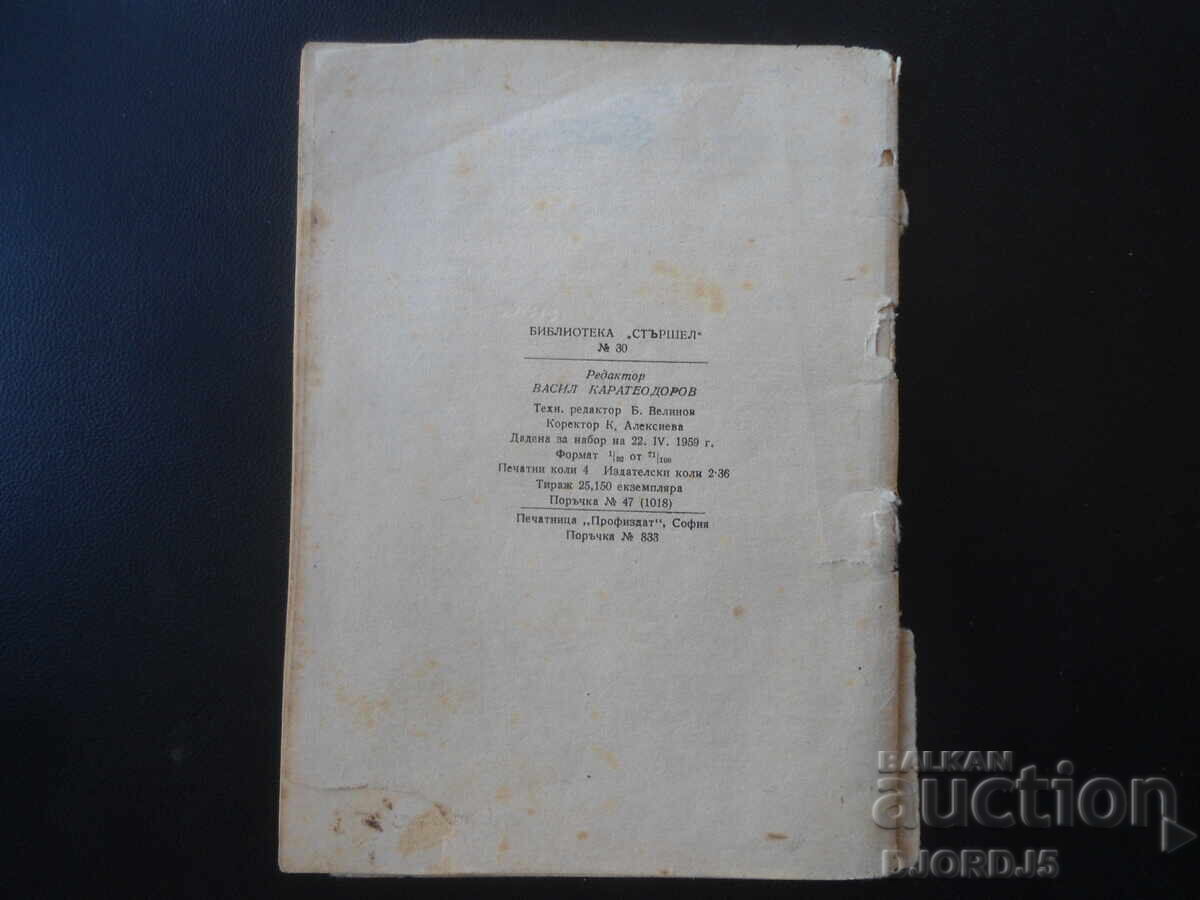 БИБЛИОТЕКА „СТЪРШЕЛ“
№ 30
Редактор
ВАСИЛ КАРАТЕОДОРОВ
Техн. редактор Б. Велинов
Коректор К. Алексиева
Дадена за набор на 22. IV. 1959 г.
Формат 1/32 от 71/100
Печатни коли 4 Издателски коли 2·36
Тираж 25,150 екземпляра
Поръчка № 47 (1018)
Печатница „Профиздат“, София
Поръчка № 833
BALKAN
auction
DJORDJ5